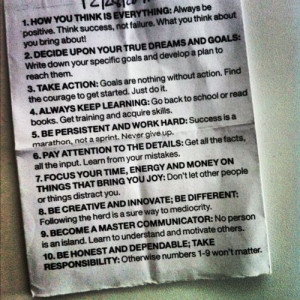 1. HOW YOU THINK IS EVERYTHING: Always be
positive. Think success, not failure. What you think about
you bring about!
2. DECIDE UPON YOUR TRUE DREAMS AND GOALS:
Write down your specific goals and develop a plan to
reach them.
3. TAKE ACTION: Goals are nothing without action. Find
the courage to get started. Just do it.
4. ALWAYS KEEP LEARNING: Go back to school or read
books. Get training and acquire skills.
5. BE PERSISTENT AND WORK HARD: Success is a
marathon, not a sprint. Never give up.
6. PAY ATTENTION TO THE DETAILS: Get all the facts,
all the input. Learn from your mistakes.
7. FOCUS YOUR TIME, ENERGY AND MONEY ON
THINGS THAT BRING YOU JOY: Don't let other people
or things distract you.
8. BE CREATIVE AND INNOVATE; BE DIFFERENT:
Following the herd is a sure way to mediocrity.
9. BECOME A MASTER COMMUNICATOR: No person
is an island. Learn to understand and motivate others.
10. BE HONEST AND DEPENDABLE; TAKE
RESPONSIBILITY: Otherwise numbers 1-9 won't matter.